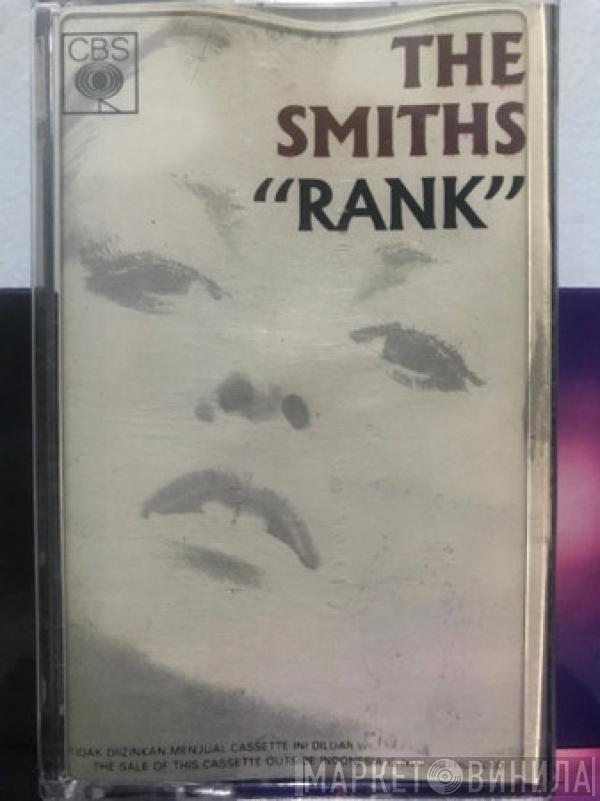 CBS
THE
SMITHS
"RANK"
TIDAK DIIZINKAN MENJUAL CASSETTE INI DILUAR
THE SALE OF THIS CASSETTE OUTSIDE
МАРКЕТ ВИНИЛА